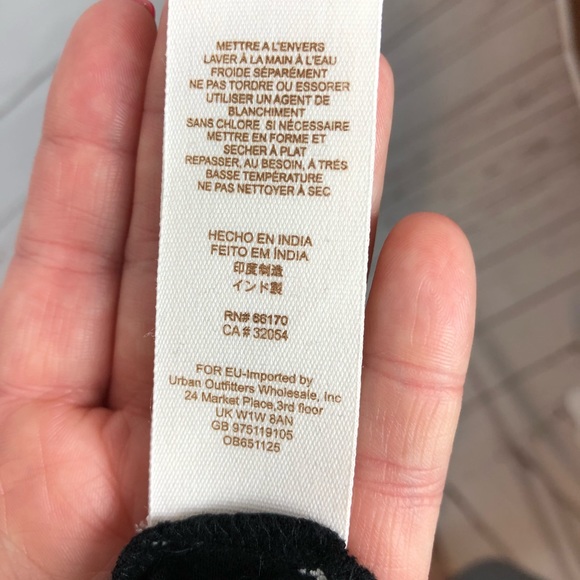 METTRE A L'ENVERS
LAVER À LA MAIN À L'EAU
FROIDE SÉPARÉMENT
NE PAS TORDRE OU ESSORER
UTILISER UN AGENT DE
BLANCHIMENT
SANS CHLORE SI NÉCESSAIRE
METTRE EN FORME ET
SECHER À PLAT
REPASSER, AU BESOIN, À TRÉS
BASSE TEMPÉRATURE
NE PAS NETTOYER À SEC
HECHO EN INDIA
FEITO EM ÍNDIA
印度制造
インド製
RN# 66170
CA # 32054
FOR EU-Imported by
Urban Outfitters Wholesale, Inc
24 Market Place,3rd floor
UK W1W 8AN
GB 975119105
OB651125